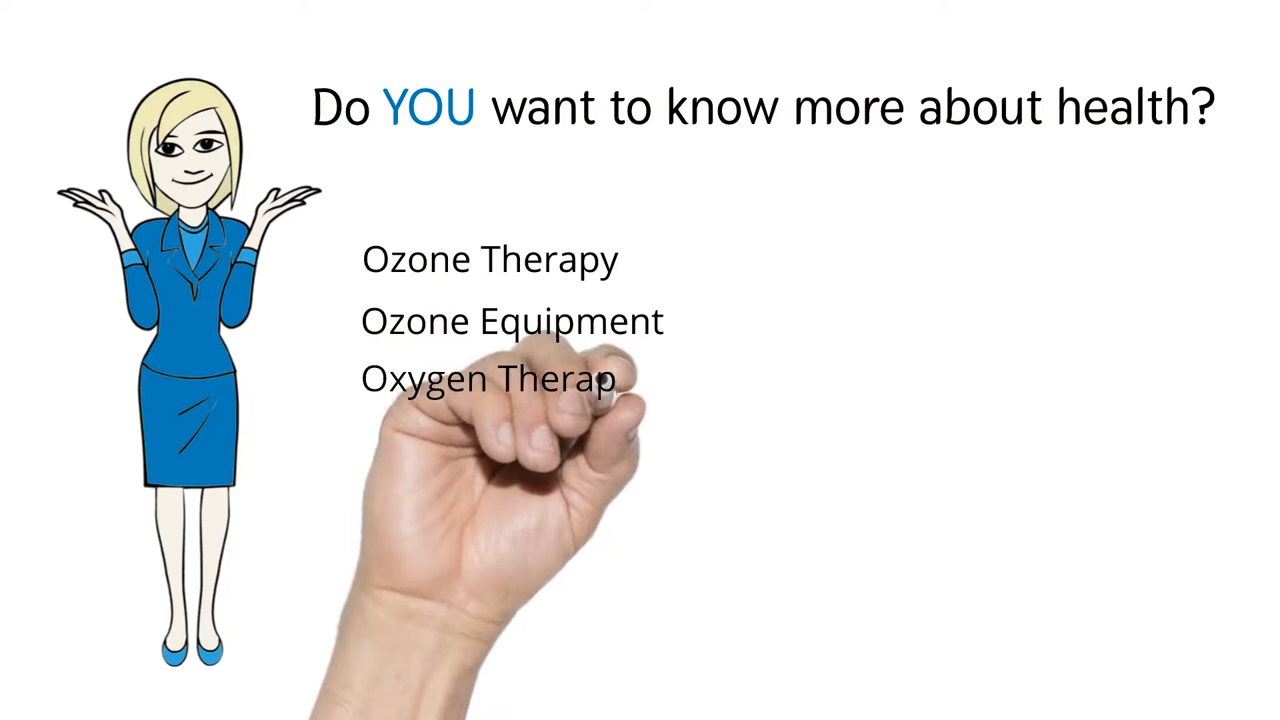 Do YOU want to know more about health?
Ozone Therapy
Ozone Equipment
Oxygen Therap